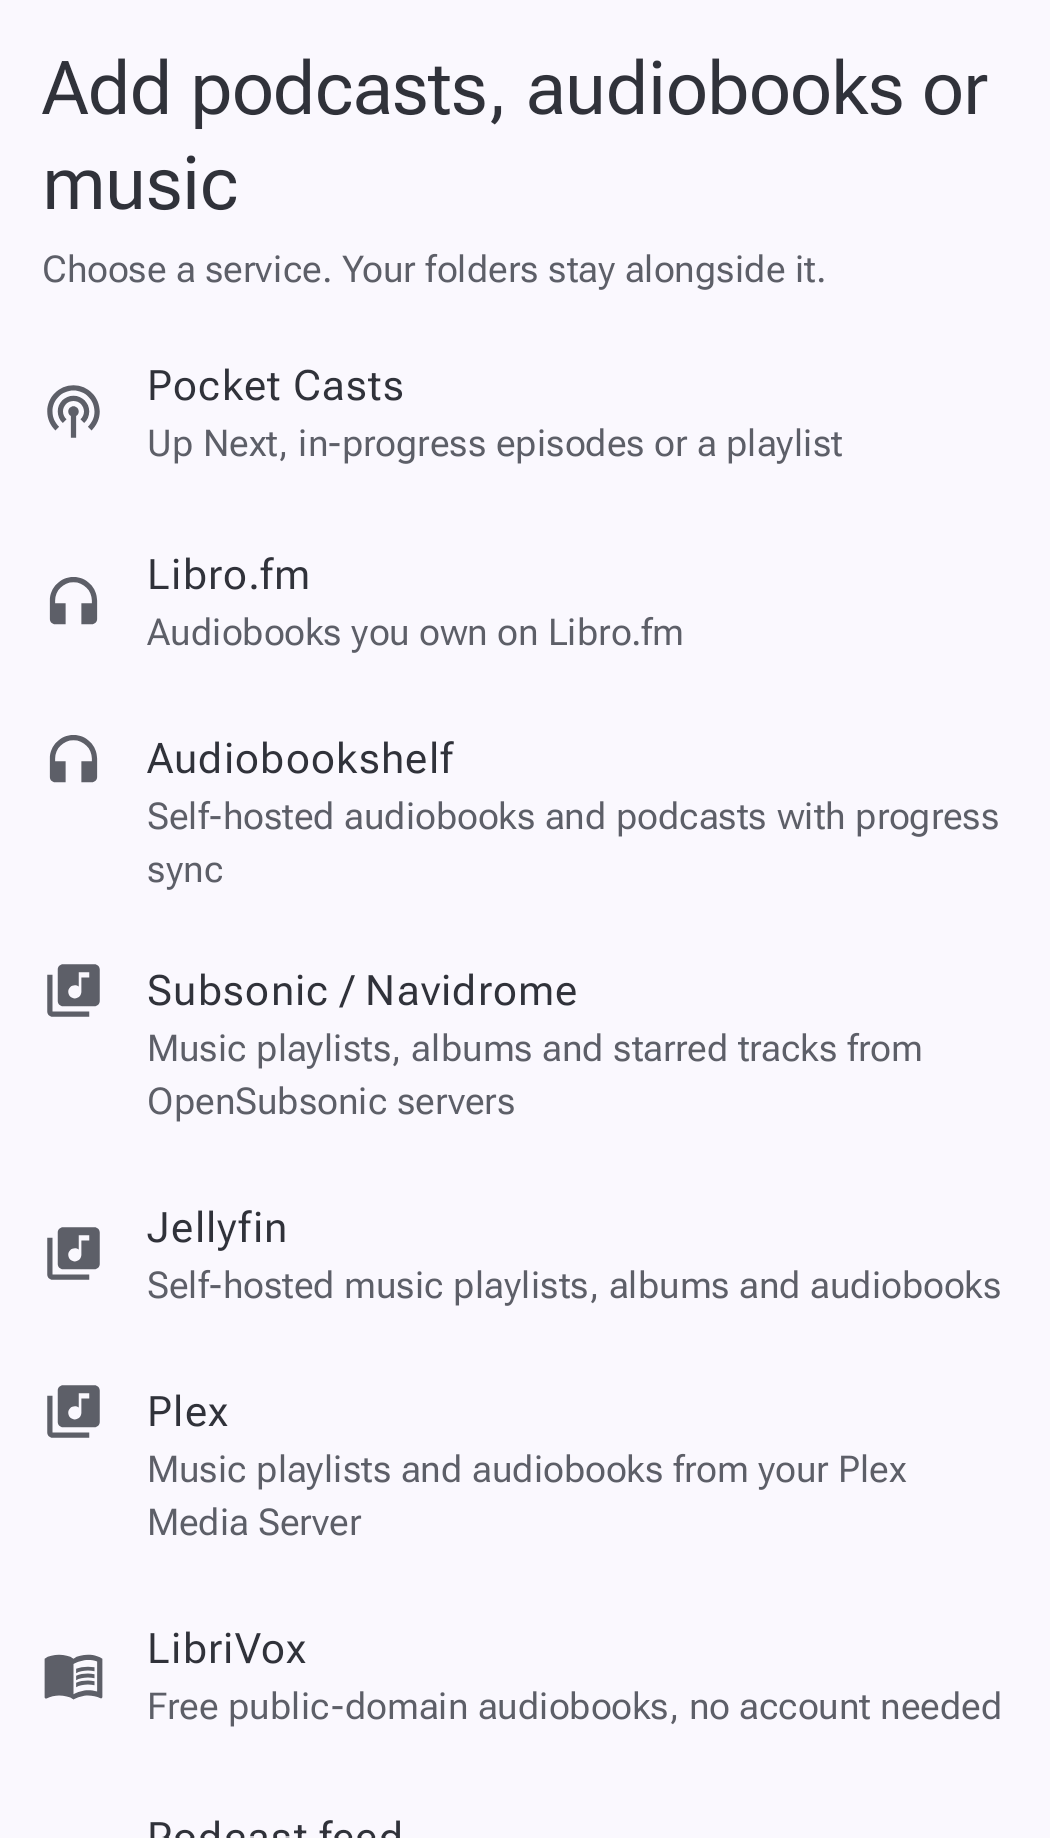 Add podcasts, audiobooks or
music
Choose a service. Your folders stay alongside it.
Pocket Casts
Up Next, in-progress episodes or a playlist
Libro.fm
Audiobooks you own on Libro.fm
Audiobookshelf
Self-hosted audiobooks and podcasts with progress
sync
Subsonic / Navidrome
Music playlists, albums and starred tracks from
OpenSubsonic servers
Jellyfin
Self-hosted music playlists, albums and audiobooks
Plex
Music playlists and audiobooks from your Plex
Media Server
LibriVox
Free public-domain audiobooks, no account needed
Podcast feed